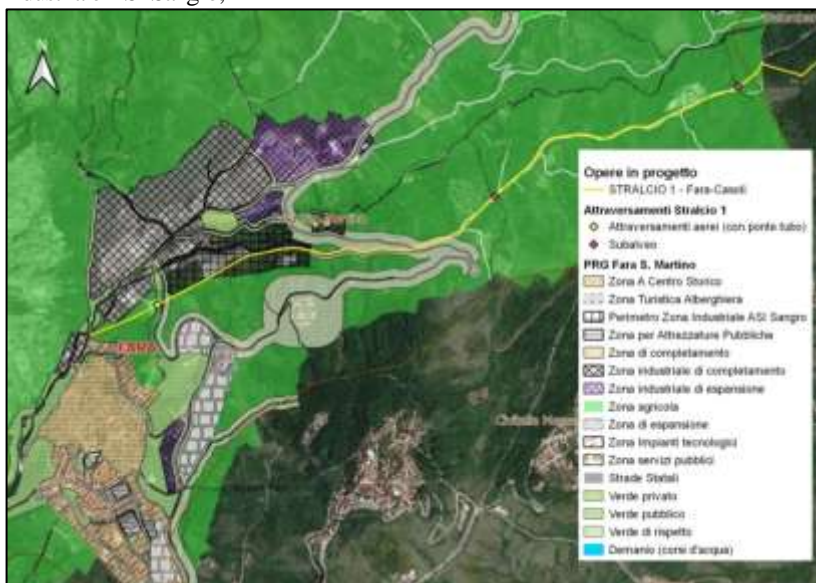 Opere in progetto
STRALCIO 1 - Fara-Casoli
Attraversamenti Stralcio 1
Attraversamenti aerei (con ponte tubo)
Subalveo
PRG Fara S. Martino
Zona A Centro Storico
Zona Turistica Alberghiera
Perimetro Zona Industriale ASI Sangro
Zona per Attrezzature Pubbliche
Zona di completamento
Zona industriale di completamento
Zona industriale di espansione
Zona agricola
Zona di espansione
Zona Impianti tecnologici
Zona servizi pubblici
Strade Statali
Verde privato
Verde pubblico
Verde di rispetto
Demanio (corsi d'acqua)
FARA